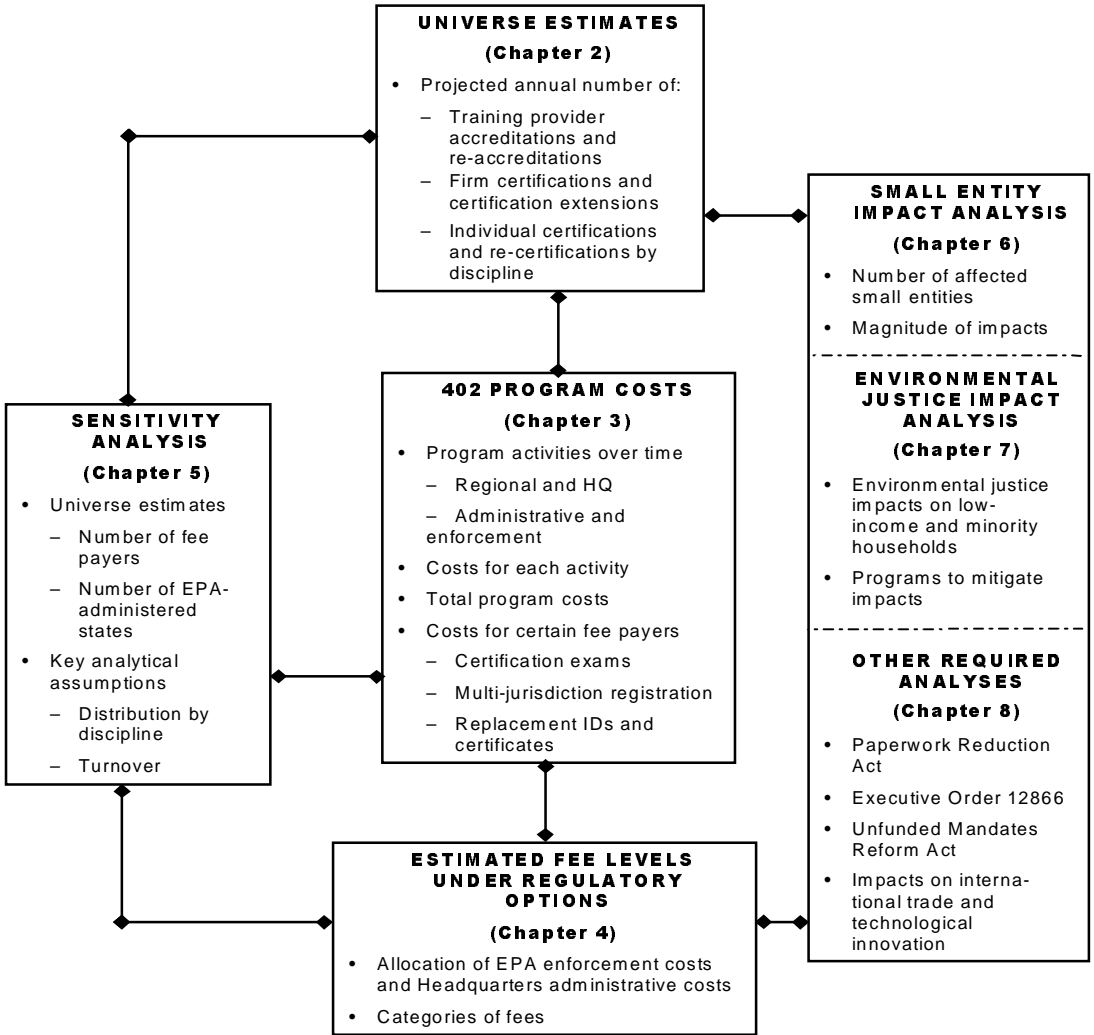 UNIVERSE ESTIMATES
(Chapter 2)
• Projected annual number of:
– Training provider
accreditations and
re-accreditations
– Firm certifications and
certification extensions
– Individual certifications
and re-certifications by
discipline
SMALL ENTITY
IMPACT ANALYSIS
(Chapter 6)
• Number of affected
small entities
• Magnitude of impacts
ENVIRONMENTAL
JUSTICE IMPACT
ANALYSIS
(Chapter 7)
• Environmental justice
impacts on low-
income and minority
households
• Programs to mitigate
impacts
OTHER REQUIRED
ANALYSES
(Chapter 8)
• Paperwork Reduction
Act
• Executive Order 12866
• Unfunded Mandates
Reform Act
• Impacts on interna-
tional trade and
technological
innovation
402 PROGRAM COSTS
(Chapter 3)
• Program activities over time
– Regional and HQ
– Administrative and
enforcement
• Costs for each activity
• Total program costs
• Costs for certain fee payers
– Certification exams
– Multi-jurisdiction registration
– Replacement IDs and
certificates
SENSITIVITY
ANALYSIS
(Chapter 5)
• Universe estimates
– Number of fee
payers
– Number of EPA-
administered
states
• Key analytical
assumptions
– Distribution by
discipline
– Turnover
ESTIMATED FEE LEVELS
UNDER REGULATORY
OPTIONS
(Chapter 4)
• Allocation of EPA enforcement costs
and Headquarters administrative costs
• Categories of fees